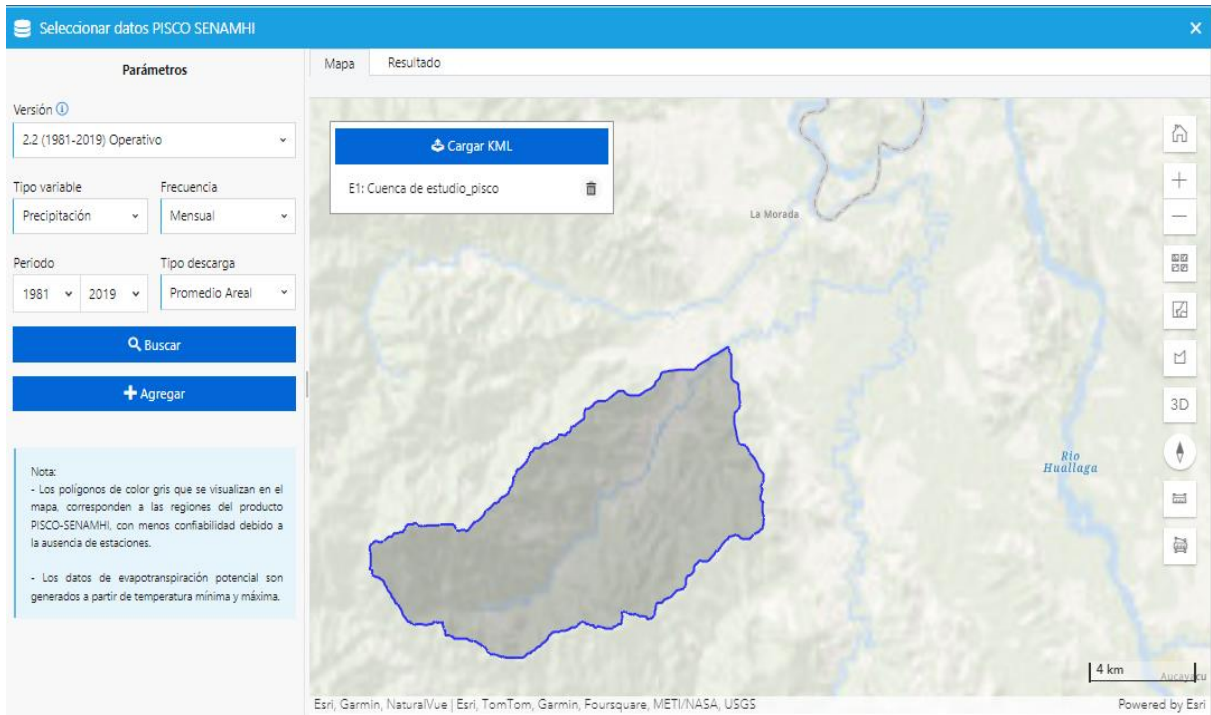 Seleccionar datos PISCO SENAMHI
Parámetros
Versión
2.2 (1981-2019) Operativo
Tipo variable
Frecuencia
Precipitación
Mensual
Periodo
Tipo descarga
1981
2019
Promedio Areal
Buscar
Agregar
Nota:
- Los polígonos de color gris que se visualizan en el
mapa, corresponden a las regiones del producto
PISCO-SENAMHI, con menos confiabilidad debido a
la ausencia de estaciones.
- Los datos de evapotranspiración potencial son
generados a partir de temperatura mínima y máxima.
Mapa
Resultado
Cargar KML
E1: Cuenca de estudio_pisco
La Morada
Rio
Huallaga
3D
4 km
Aucayacu
Esri, Garmin, NaturalVue | Esri, TomTom, Garmin, Foursquare, METI/NASA, USGS
Powered by Esri